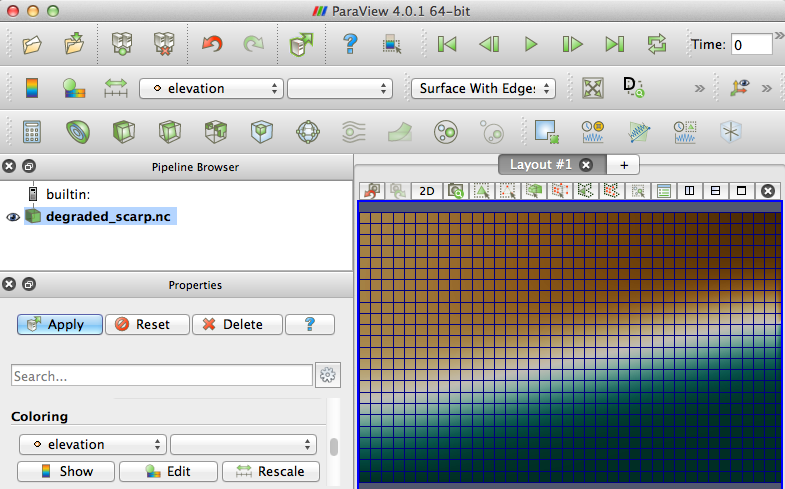 ParaView 4.0.1 64-bit
Time: 0
elevation
Surface With Edges
D
Pipeline Browser
Layout #1
+
builtin:
2D
degraded_scarp.nc
Properties
Apply
Reset
Delete
?
Search...
Coloring
elevation
Show
Edit
Rescale